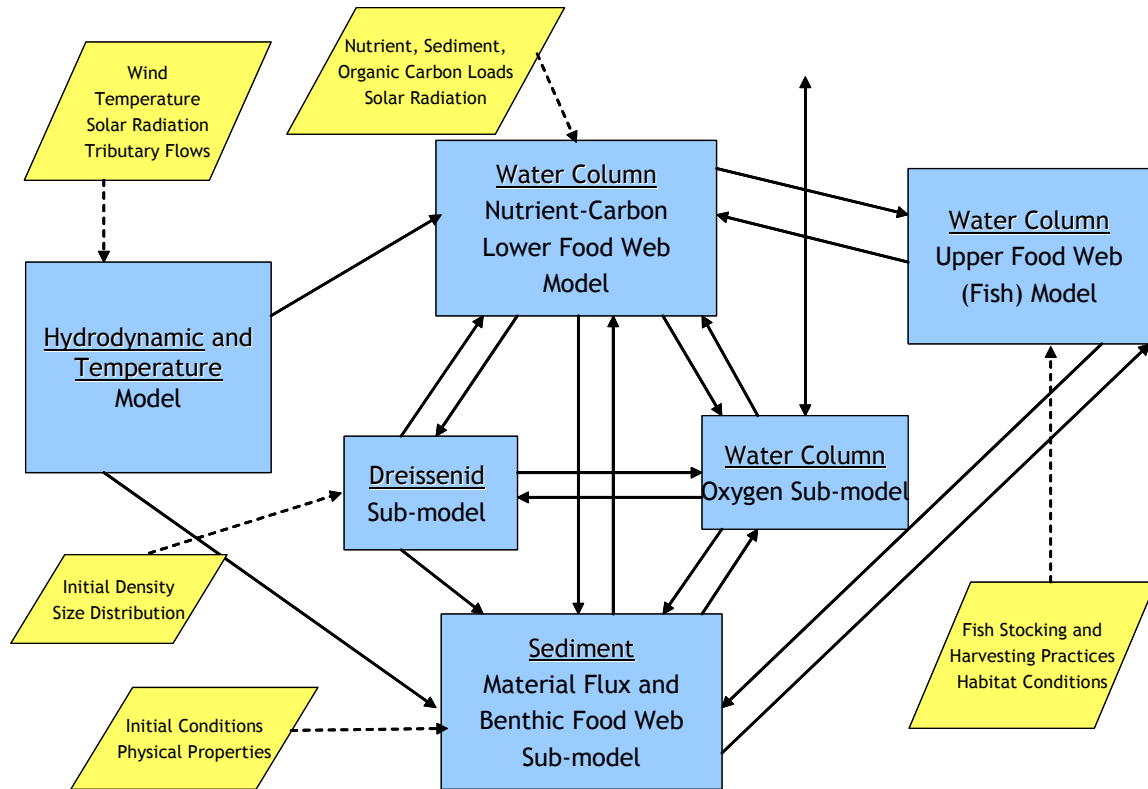 Wind
Temperature
Solar Radiation
Tributary Flows
Nutrient, Sediment,
Organic Carbon Loads
Solar Radiation
Water Column
Nutrient-Carbon
Lower Food Web
Model
Water Column
Upper Food Web
(Fish) Model
Hydrodynamic and
Temperature
Model
Dreissenid
Sub-model
Water Column
Oxygen Sub-model
Initial Density
Size Distribution
Sediment
Material Flux and
Benthic Food Web
Sub-model
Fish Stocking and
Harvesting Practices
Habitat Conditions
Initial Conditions
Physical Properties